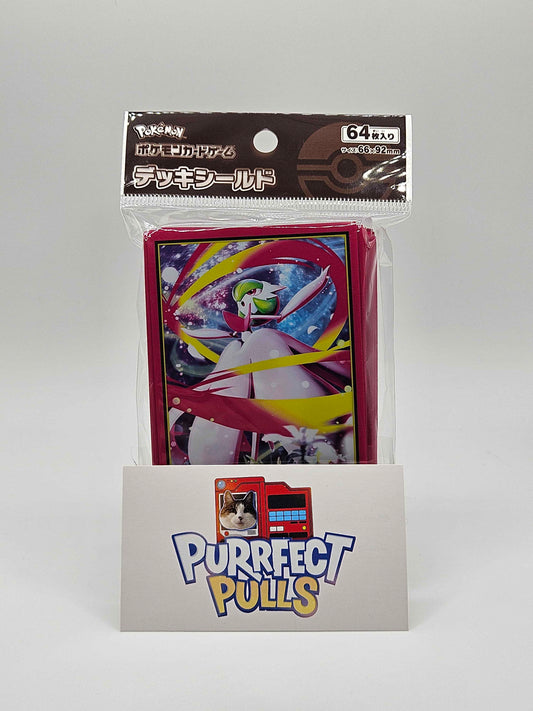 Pokémon
ポケモンカードゲーム
デッキシールド
64枚入り
サイズ:66×92mm
PURRFECT
PULLS